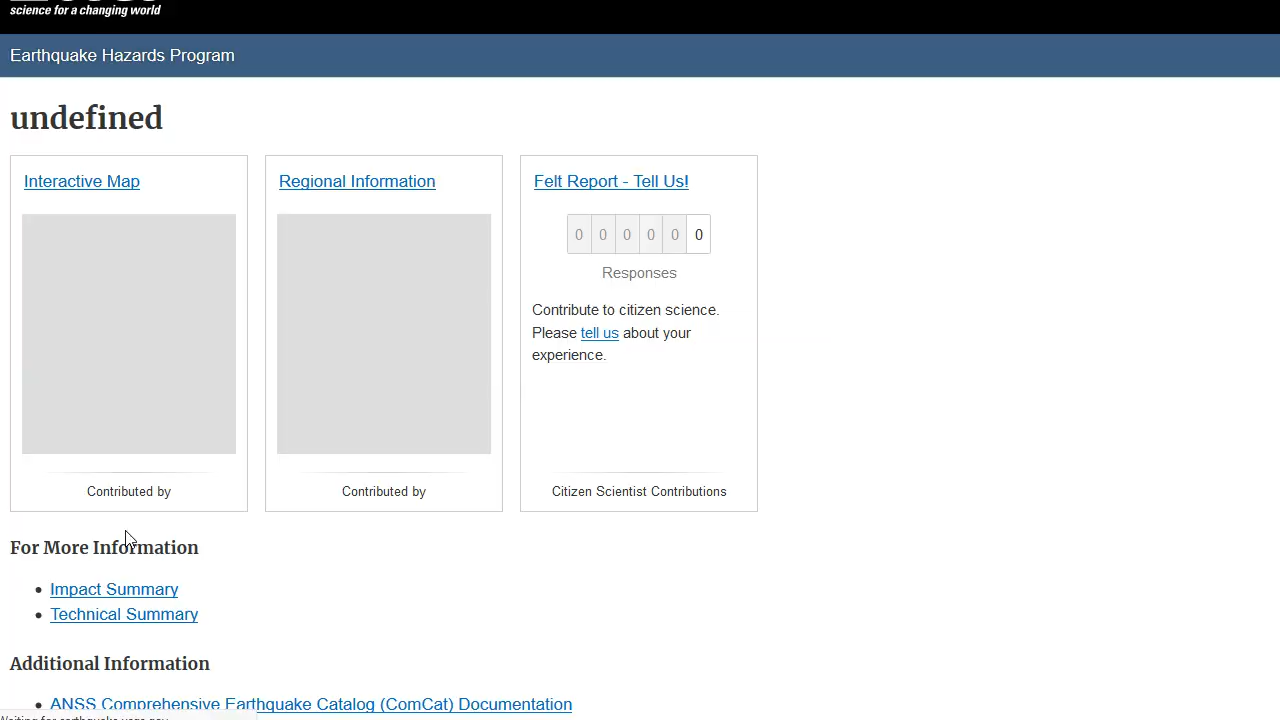 science for a changing world
Earthquake Hazards Program
undefined
Interactive Map
Regional Information
Felt Report - Tell Us!
0 0 0 0 0 0
Responses
Contribute to citizen science.
Please tell us about your
experience.
Contributed by
Contributed by
Citizen Scientist Contributions
For More Information
Impact Summary
Technical Summary
Additional Information
ANSS Comprehensive Earthquake Catalog (ComCat) Documentation